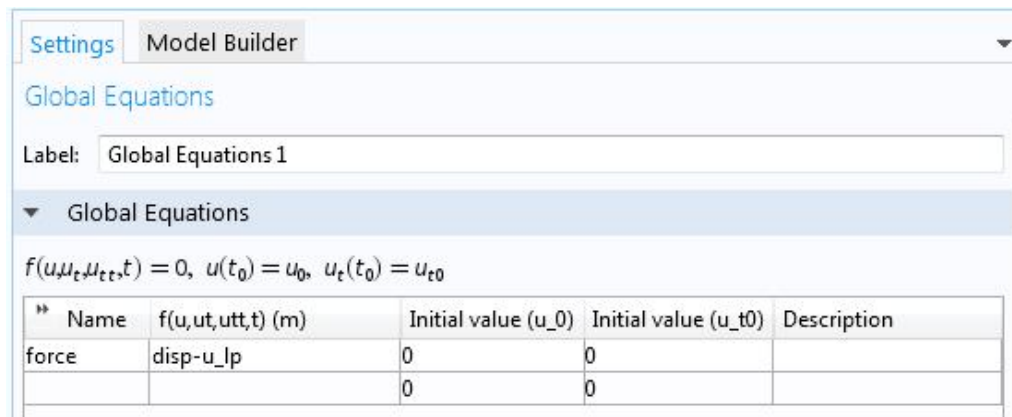 Settings Model Builder
Global Equations
Label: Global Equations 1
Global Equations
f(u,u_t,u_tt,t) = 0, u(t_0) = u_0, u_t(t_0) = u_t0
Name f(u,ut,utt,t) (m) Initial value (u_0) Initial value (u_t0) Description
force disp-u_lp 0 0
0 0